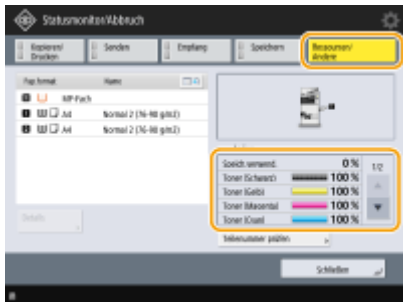 Statusmonitor/Abbruch
Kopieren/
Drucken
Senden
Empfang
Speichern
Ressourcen/
Andere
Pap.format
Name
MP-Fach
A4
Normal 2 (76-90 g/m2)
A4
Normal 2 (76-90 g/m2)
Speich. verwend.
0 %
1/2
Toner (Schwarz)
100 %
Toner (Gelb)
100 %
Toner (Magenta)
100 %
Toner (Cyan)
100 %
Details
Seriennummer prüfen
Schließen